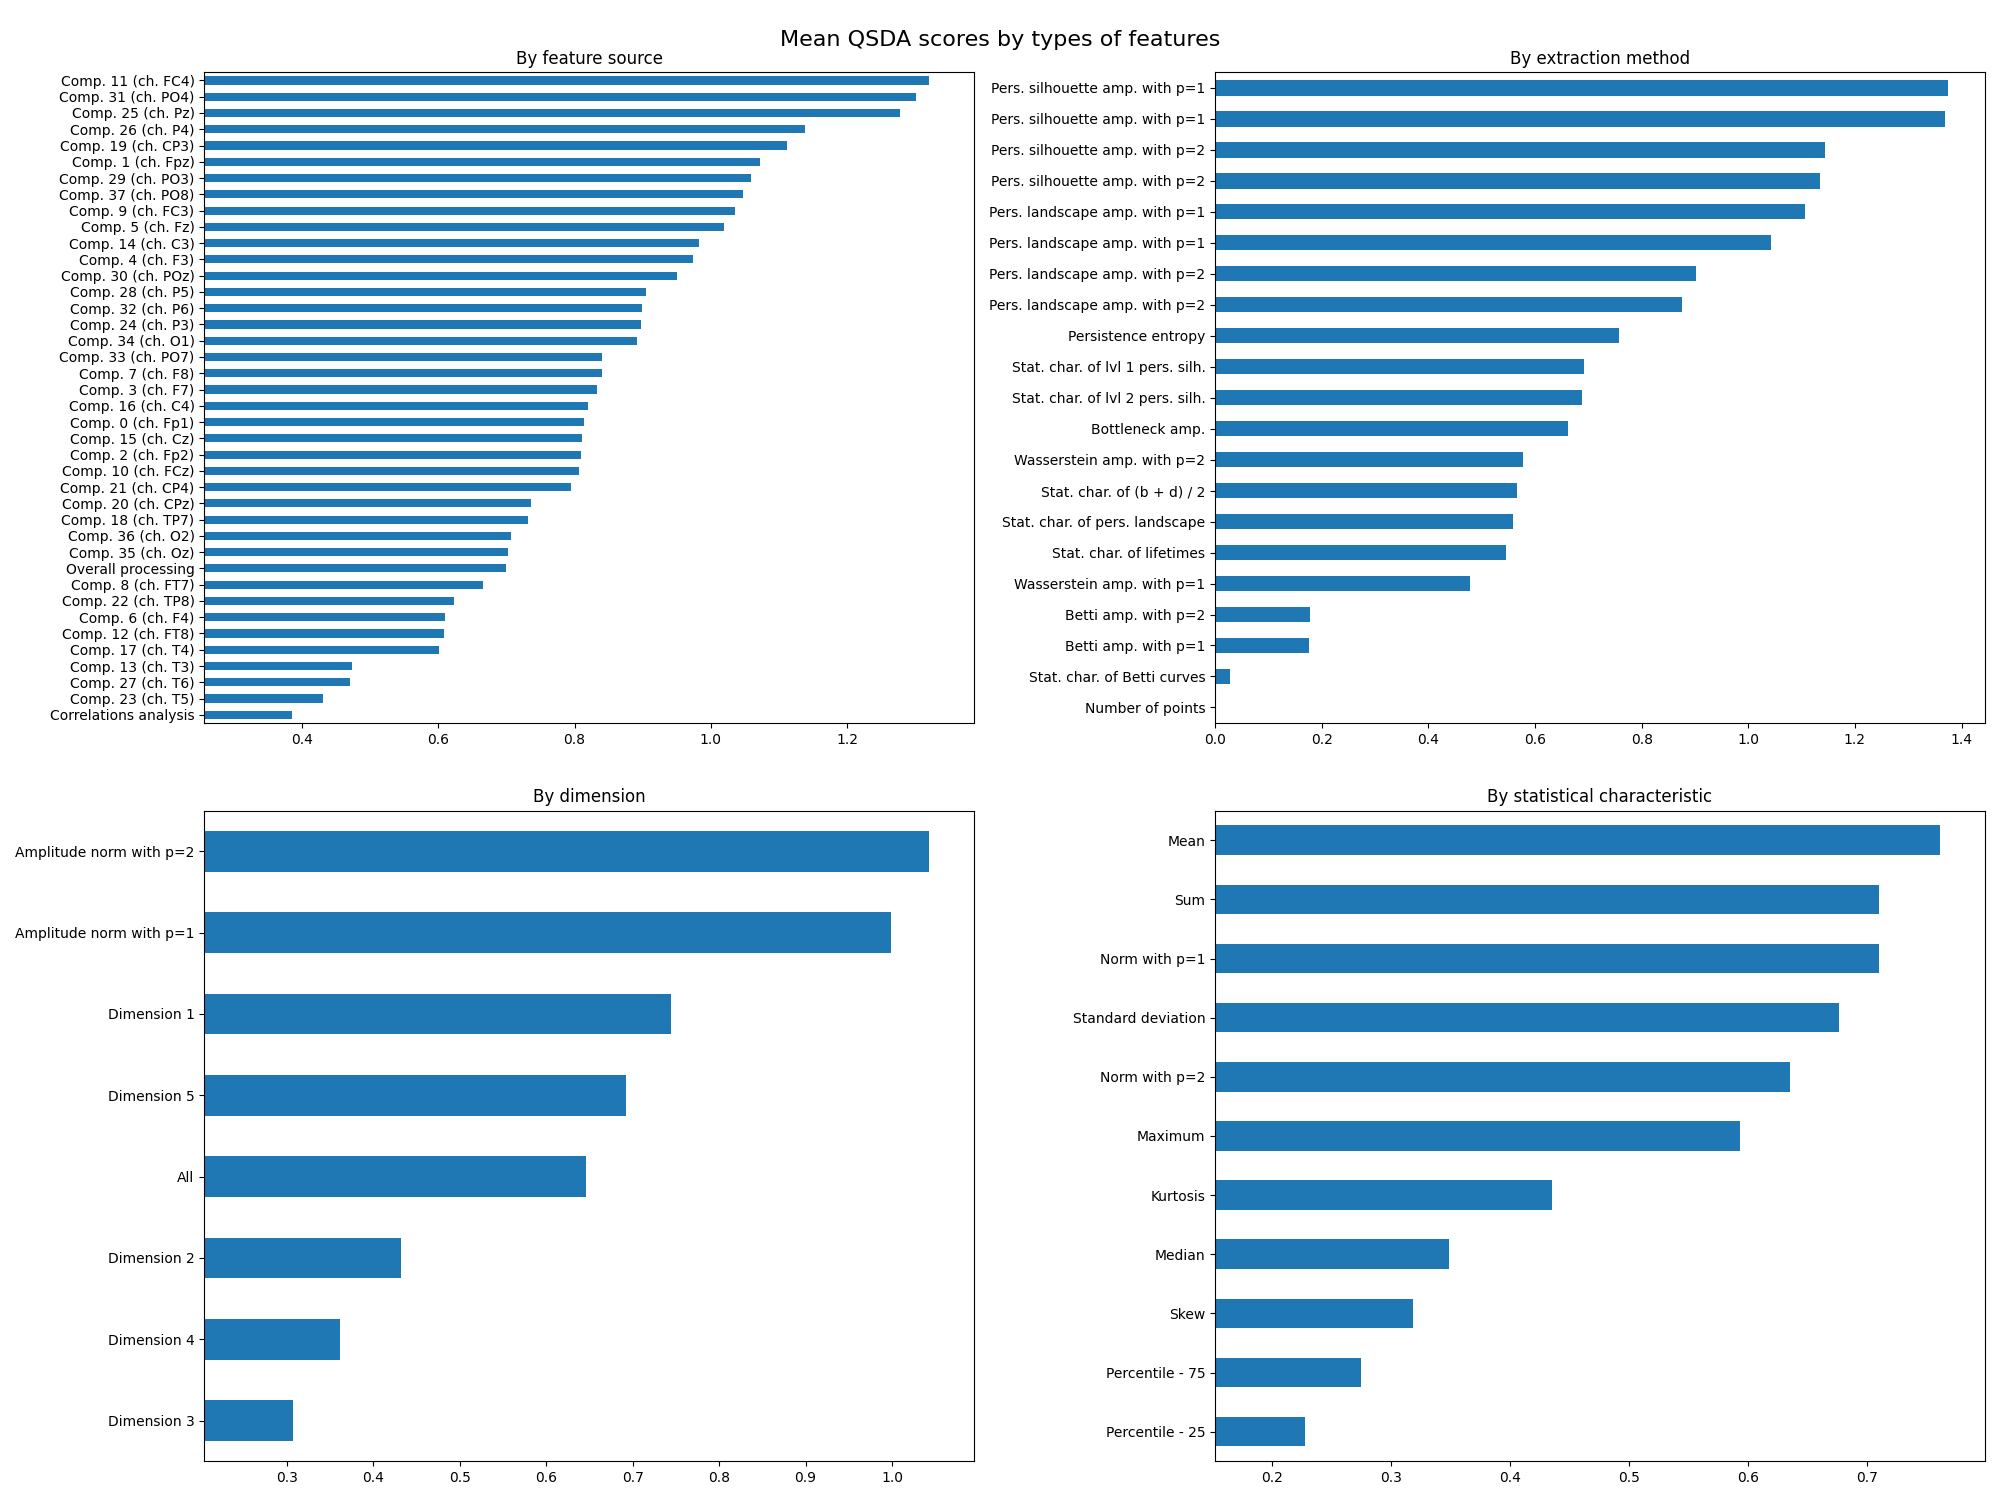 Mean QSDA scores by types of features
By feature source
Comp. 11 (ch. FC4)
Comp. 31 (ch. PO4)
Comp. 25 (ch. Pz)
Comp. 26 (ch. P4)
Comp. 19 (ch. CP3)
Comp. 1 (ch. Fpz)
Comp. 29 (ch. PO3)
Comp. 37 (ch. PO8)
Comp. 9 (ch. FC3)
Comp. 5 (ch. Fz)
Comp. 14 (ch. C3)
Comp. 4 (ch. F3)
Comp. 30 (ch. POz)
Comp. 28 (ch. P5)
Comp. 32 (ch. P6)
Comp. 24 (ch. P3)
Comp. 34 (ch. O1)
Comp. 33 (ch. PO7)
Comp. 7 (ch. F8)
Comp. 3 (ch. F7)
Comp. 16 (ch. C4)
Comp. 0 (ch. Fp1)
Comp. 15 (ch. Cz)
Comp. 2 (ch. Fp2)
Comp. 10 (ch. FCz)
Comp. 21 (ch. CP4)
Comp. 20 (ch. CPz)
Comp. 18 (ch. TP7)
Comp. 36 (ch. O2)
Comp. 35 (ch. Oz)
Overall processing
Comp. 8 (ch. FT7)
Comp. 22 (ch. TP8)
Comp. 6 (ch. F4)
Comp. 12 (ch. FT8)
Comp. 17 (ch. T4)
Comp. 13 (ch. T3)
Comp. 27 (ch. T6)
Comp. 23 (ch. T5)
Correlations analysis
0.4 0.6 0.8 1.0 1.2
By extraction method
Pers. silhouette amp. with p=1
Pers. silhouette amp. with p=1
Pers. silhouette amp. with p=2
Pers. silhouette amp. with p=2
Pers. landscape amp. with p=1
Pers. landscape amp. with p=1
Pers. landscape amp. with p=2
Pers. landscape amp. with p=2
Persistence entropy
Stat. char. of lvl 1 pers. silh.
Stat. char. of lvl 2 pers. silh.
Bottleneck amp.
Wasserstein amp. with p=2
Stat. char. of (b + d) / 2
Stat. char. of pers. landscape
Stat. char. of lifetimes
Wasserstein amp. with p=1
Betti amp. with p=2
Betti amp. with p=1
Stat. char. of Betti curves
Number of points
0.0 0.2 0.4 0.6 0.8 1.0 1.2 1.4
By dimension
Amplitude norm with p=2
Amplitude norm with p=1
Dimension 1
Dimension 5
All
Dimension 2
Dimension 4
Dimension 3
0.3 0.4 0.5 0.6 0.7 0.8 0.9 1.0
By statistical characteristic
Mean
Sum
Norm with p=1
Standard deviation
Norm with p=2
Maximum
Kurtosis
Median
Skew
Percentile - 75
Percentile - 25
0.2 0.3 0.4 0.5 0.6 0.7